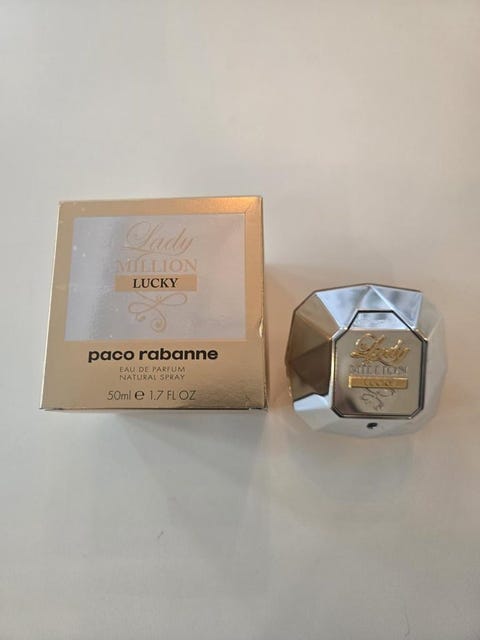 Lady
MILLION
LUCKY
paco rabanne
EAU DE PARFUM
NATURAL SPRAY
50ml ℮ 1.7 FL OZ
Lady
MILLION
LUCKY